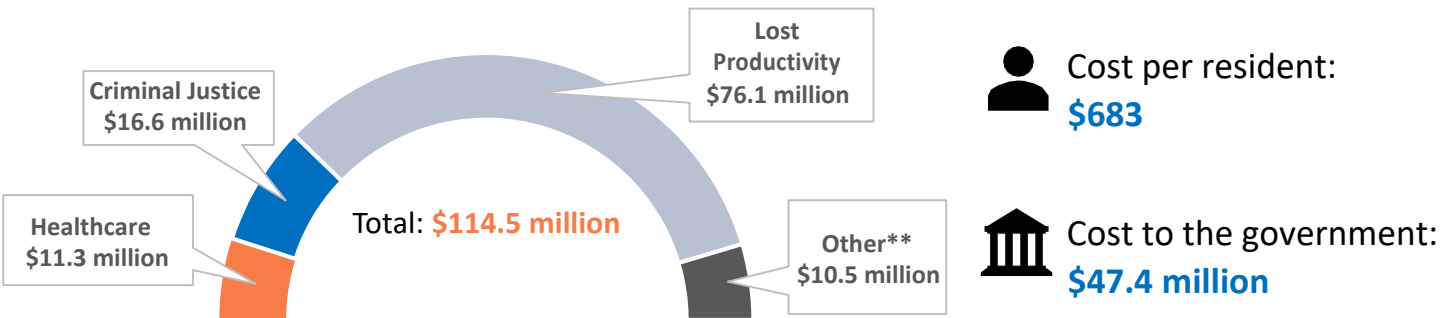 Lost
Productivity
$76.1 million
Criminal Justice
$16.6 million
Healthcare
$11.3 million
Total: $114.5 million
Other**
$10.5 million
Cost per resident:
$683
Cost to the government:
$47.4 million